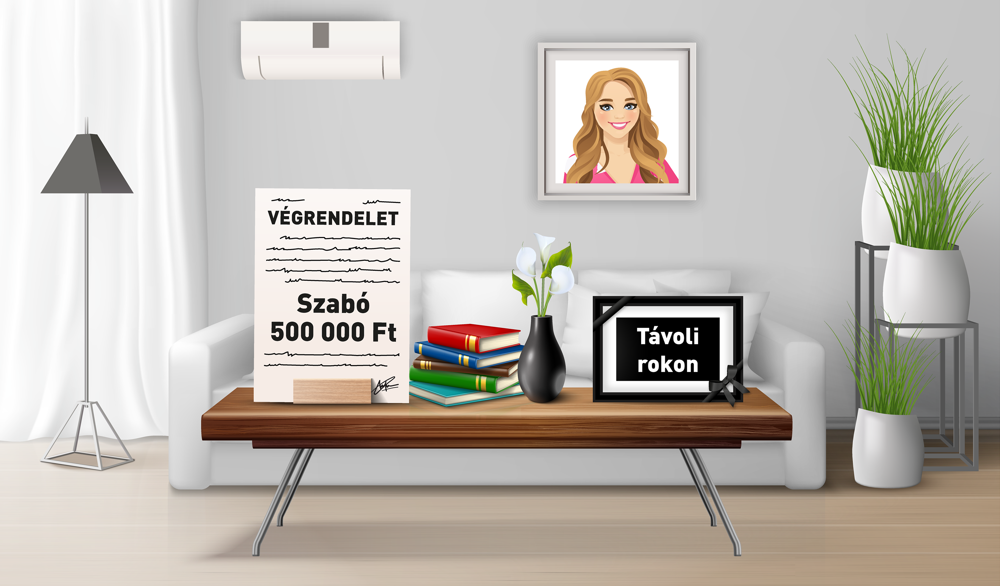 VÉGRENDELET
Szabó
500 000 Ft
Távoli
rokon